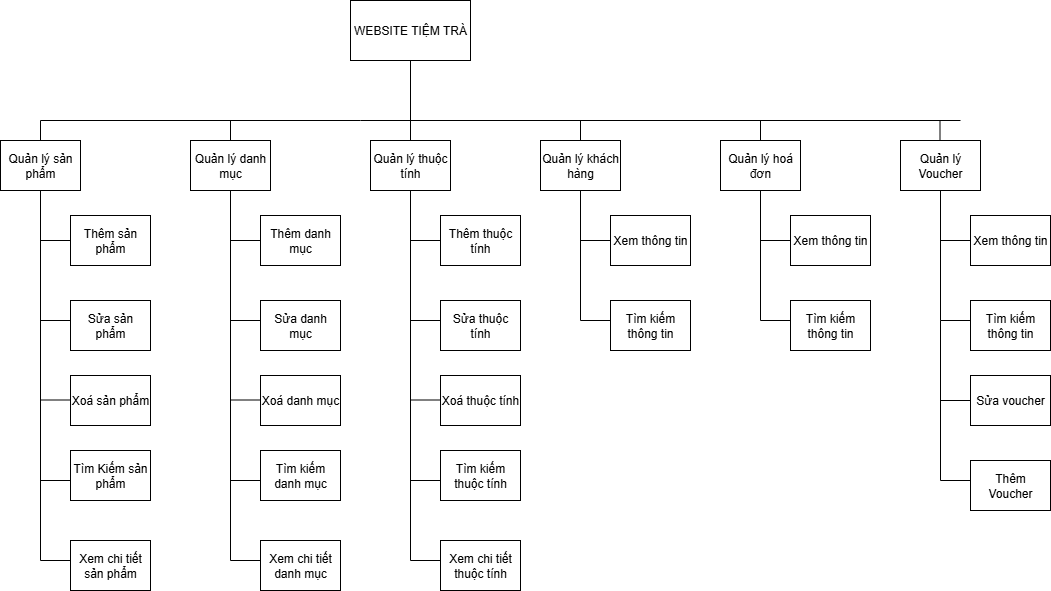 WEBSITE TIỆM TRÀ
Quản lý sản
phẩm
Quản lý danh
mục
Quản lý thuộc
tính
Quản lý khách
hàng
Quản lý hoá
đơn
Quản lý
Voucher
Thêm sản
phẩm
Thêm danh
mục
Thêm thuộc
tính
Xem thông tin
Xem thông tin
Xem thông tin
Sửa sản
phẩm
Sửa danh
mục
Sửa thuộc
tính
Tìm kiếm
thông tin
Tìm kiếm
thông tin
Tìm kiếm
thông tin
Xoá sản phẩm
Xoá danh mục
Xoá thuộc tính
Sửa voucher
Tìm Kiếm sản
phẩm
Tìm kiếm
danh mục
Tìm kiếm
thuộc tính
Thêm
Voucher
Xem chi tiết
sản phẩm
Xem chi tiết
danh mục
Xem chi tiết
thuộc tính